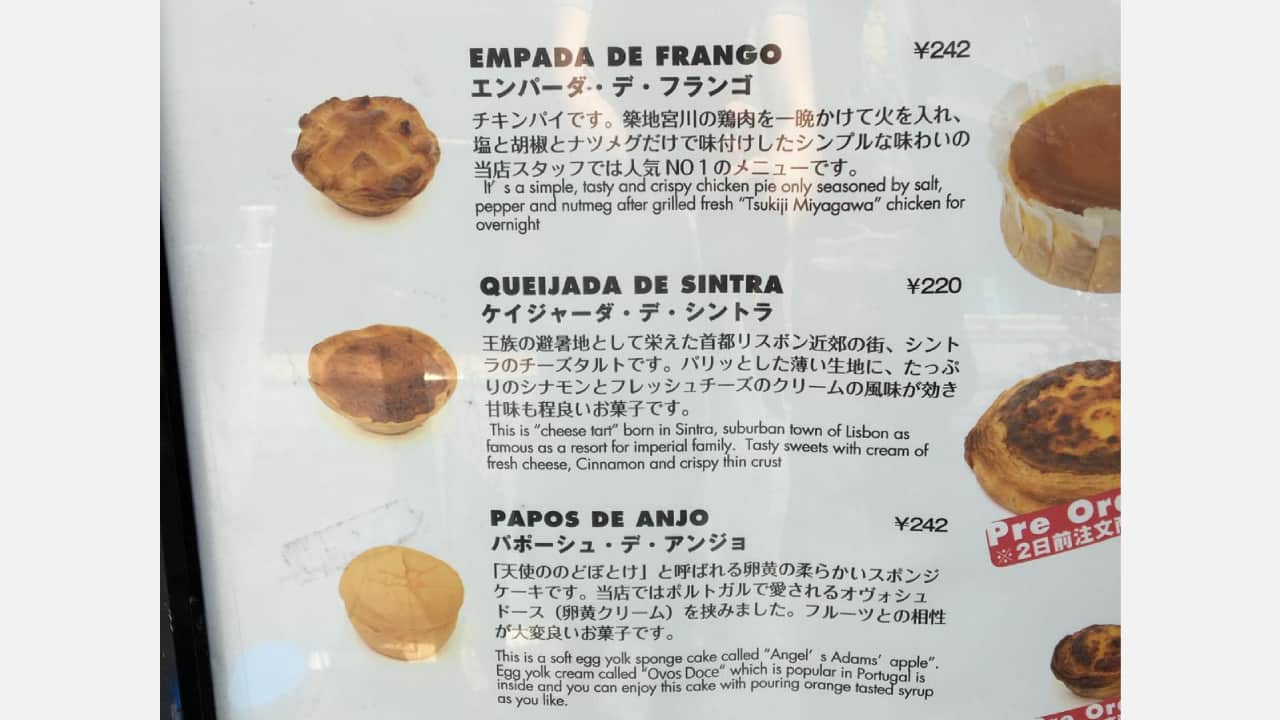 EMPADA DE FRANGO ¥242
エンパーダ・デ・フランゴ
チキンパイです。築地宮川の鶏肉を一晩かけて火を入れ、
塩と胡椒とナツメグだけで味付けしたシンプルな味わいの
当店スタッフでは人気NO1のメニューです。
It's a simple, tasty and crispy chicken pie only seasoned by salt,
pepper and nutmeg after grilled fresh "Tsukiji Miyagawa" chicken for
overnight
QUEIJADA DE SINTRA ¥220
ケイジャーダ・デ・シントラ
王族の避暑地として栄えた首都リスボン近郊の街、シント
ラのチーズタルトです。パリッとした薄い生地に、たっぷ
りのシナモンとフレッシュチーズのクリームの風味が効き
甘味も程良いお菓子です。
This is "cheese tart" born in Sintra, suburban town of Lisbon as
famous as a resort for imperial family. Tasty sweets with cream of
fresh cheese, Cinnamon and crispy thin crust
PAPOS DE ANJO ¥242
パポーシュ・デ・アンジョ
「天使ののどぼとけ」と呼ばれる卵黄の柔らかいスポンジ
ケーキです。当店ではポルトガルで愛されるオヴォシュ
ドース（卵黄クリーム）を挟みました。フルーツとの相性
が大変良いお菓子です。
This is a soft egg yolk sponge cake called "Angel's Adams' apple".
Egg yolk cream called "Ovos Doce" which is popular in Portugal is
inside and you can enjoy this cake with pouring orange tasted syrup
as you like.
Pre Or
※2日前注文
Pre Or